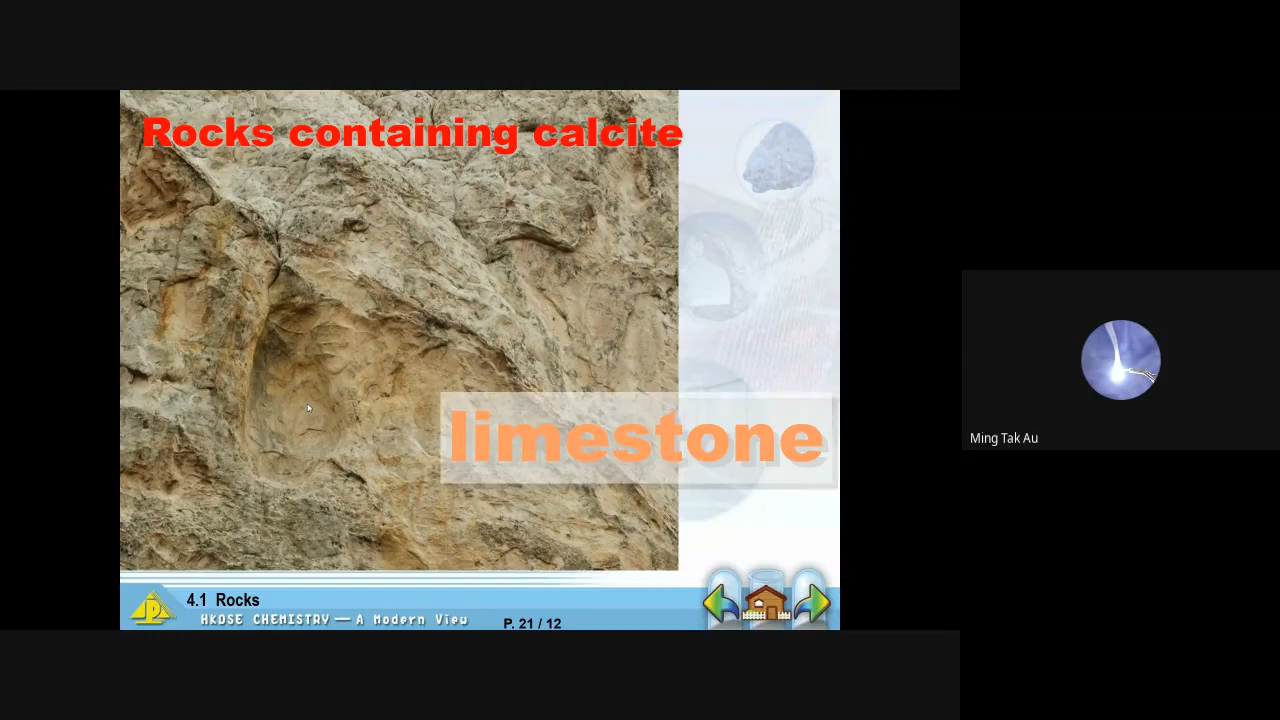 Rocks containing calcite
limestone
4.1 Rocks
HKDSE CHEMISTRY — A Modern View
P. 21 / 12
Ming Tak Au